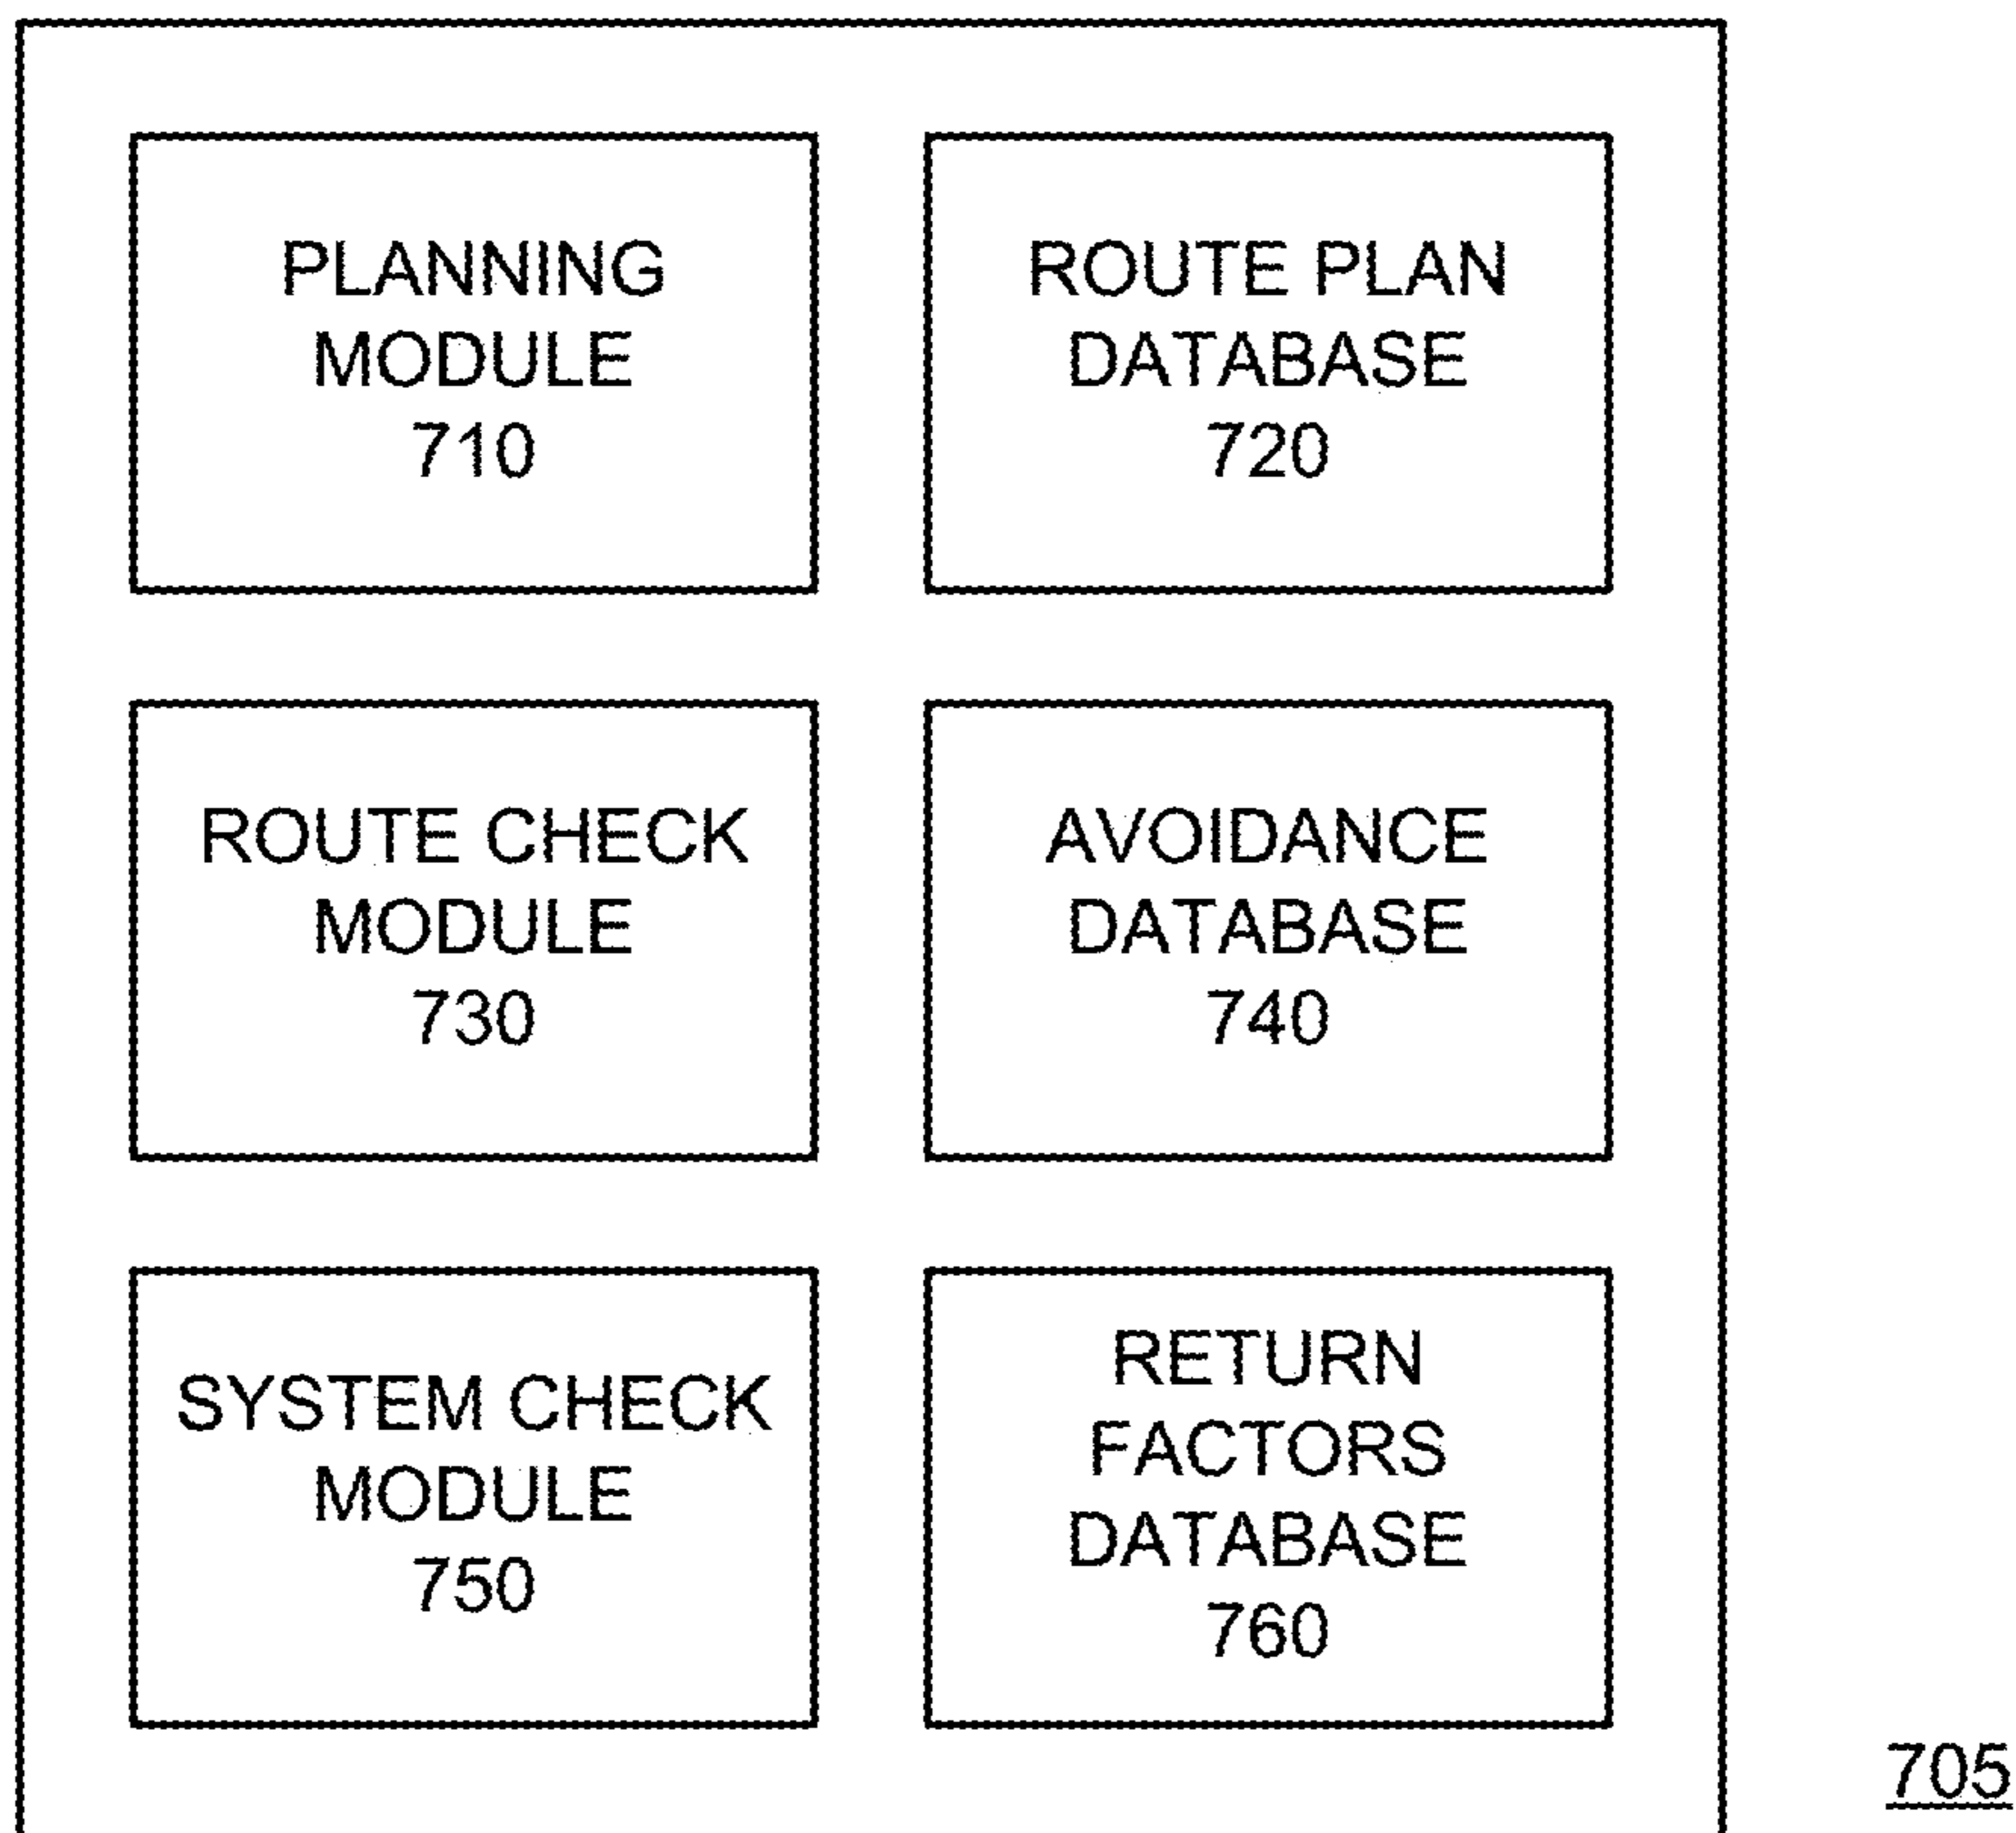 PLANNING
MODULE
710
ROUTE PLAN
DATABASE
720
ROUTE CHECK
MODULE
730
AVOIDANCE
DATABASE
740
SYSTEM CHECK
MODULE
750
RETURN
FACTORS
DATABASE
760
705